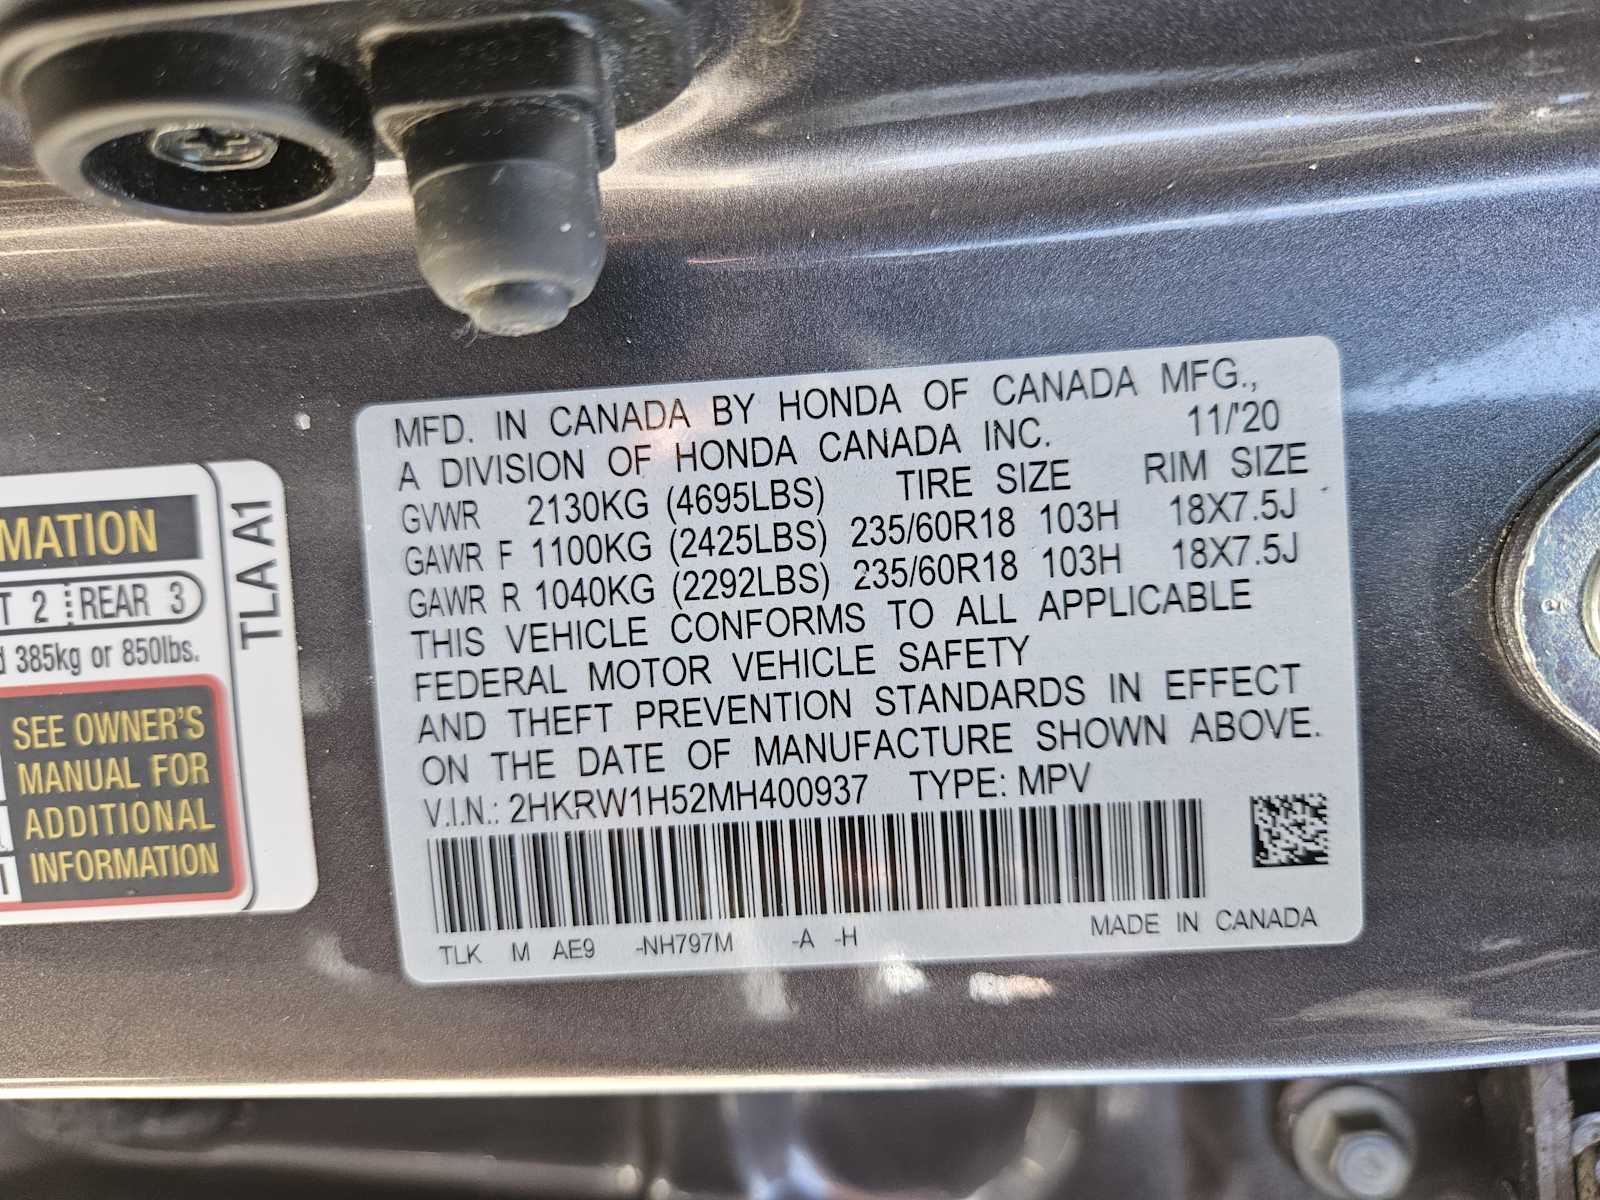 MFD. IN CANADA BY HONDA OF CANADA MFG.,
A DIVISION OF HONDA CANADA INC. 11/'20
GVWR 2130KG (4695LBS) TIRE SIZE RIM SIZE
GAWR F 1100KG (2425LBS) 235/60R18 103H 18X7.5J
GAWR R 1040KG (2292LBS) 235/60R18 103H 18X7.5J
THIS VEHICLE CONFORMS TO ALL APPLICABLE
FEDERAL MOTOR VEHICLE SAFETY
AND THEFT PREVENTION STANDARDS IN EFFECT
ON THE DATE OF MANUFACTURE SHOWN ABOVE.
V.I.N.: 2HKRW1H52MH400937 TYPE: MPV
TLK M AE9 -NH797M -A -H MADE IN CANADA
MATION
2 REAR 3
385kg or 850lbs.
SEE OWNER'S
MANUAL FOR
ADDITIONAL
INFORMATION
TLA A1